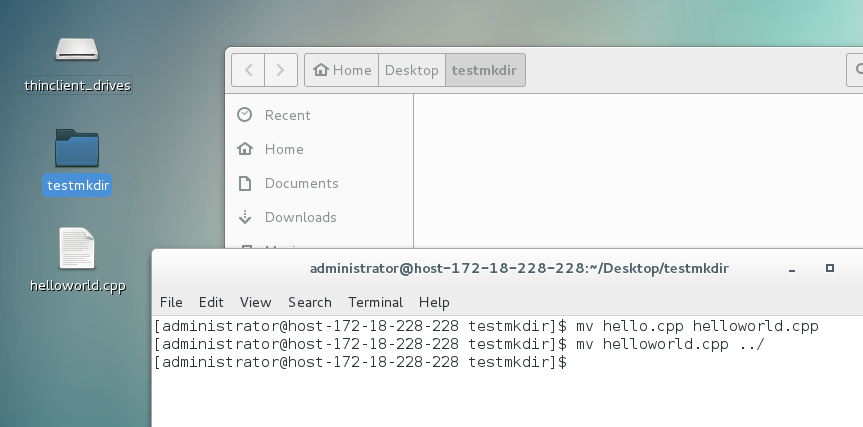 thinclient_drives
testmkdir
helloworld.cpp
Home Desktop testmkdir
Recent
Home
Documents
Downloads
administrator@host-172-18-228-228:~/Desktop/testmkdir
File Edit View Search Terminal Help
[administrator@host-172-18-228-228 testmkdir]$ mv hello.cpp helloworld.cpp
[administrator@host-172-18-228-228 testmkdir]$ mv helloworld.cpp ../
[administrator@host-172-18-228-228 testmkdir]$